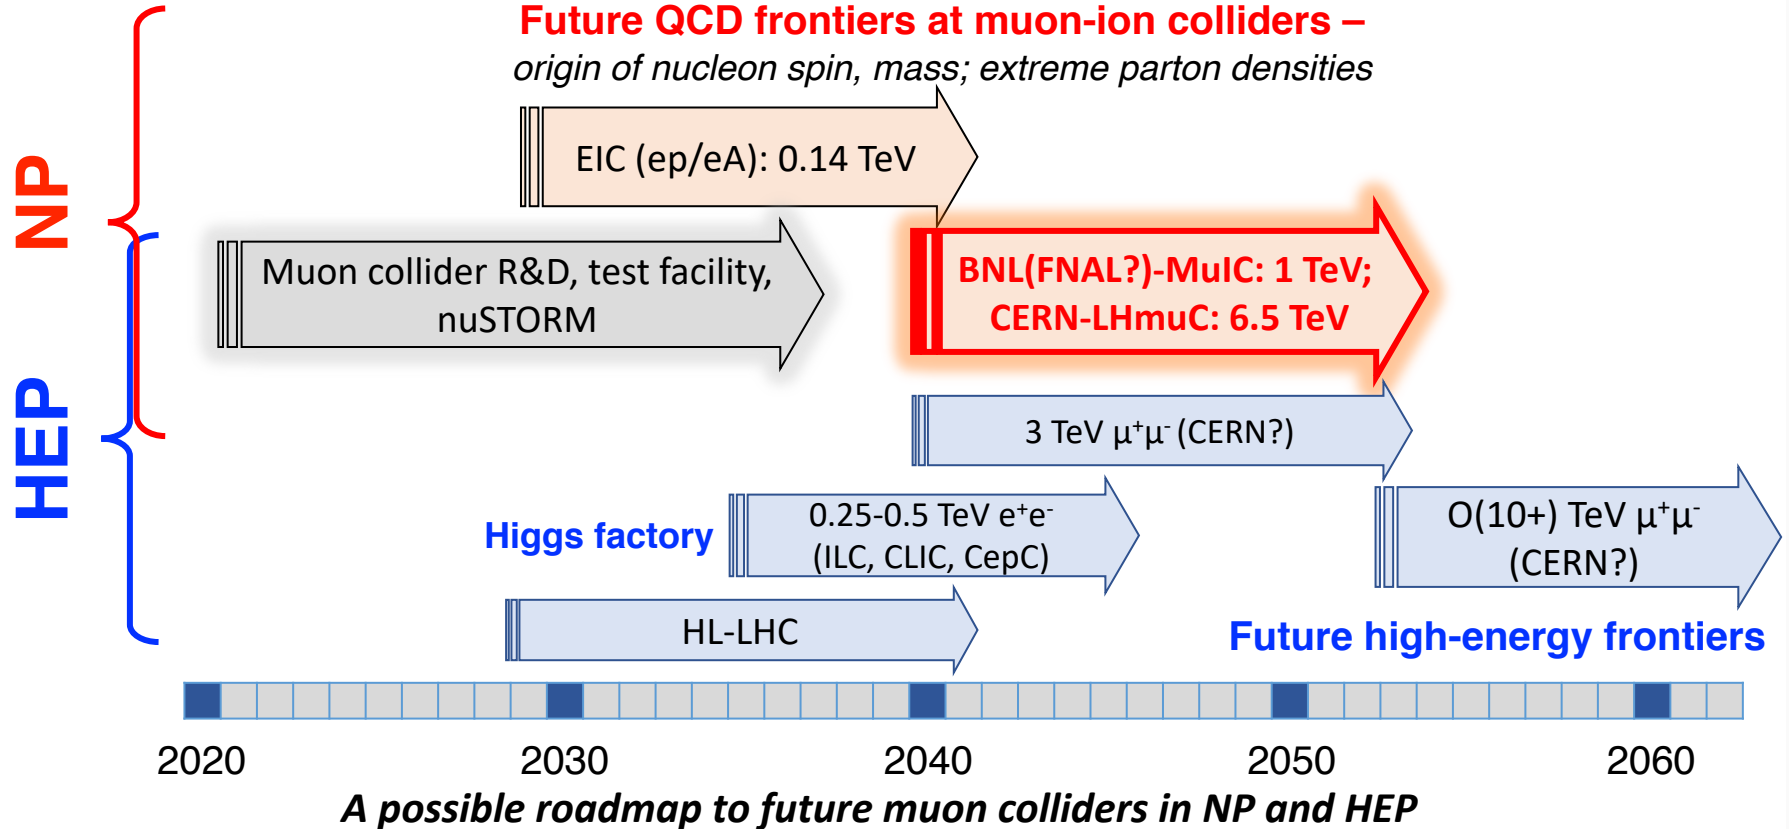 Future QCD frontiers at muon-ion colliders –
origin of nucleon spin, mass; extreme parton densities
NP
EIC (ep/eA): 0.14 TeV
Muon collider R&D, test facility,
nuSTORM
BNL(FNAL?)-MuIC: 1 TeV;
CERN-LHmuC: 6.5 TeV
HEP
3 TeV µ⁺µ⁻ (CERN?)
Higgs factory
0.25-0.5 TeV e⁺e⁻
(ILC, CLIC, CepC)
O(10+) TeV µ⁺µ⁻
(CERN?)
HL-LHC
Future high-energy frontiers
2020 2030 2040 2050 2060
A possible roadmap to future muon colliders in NP and HEP